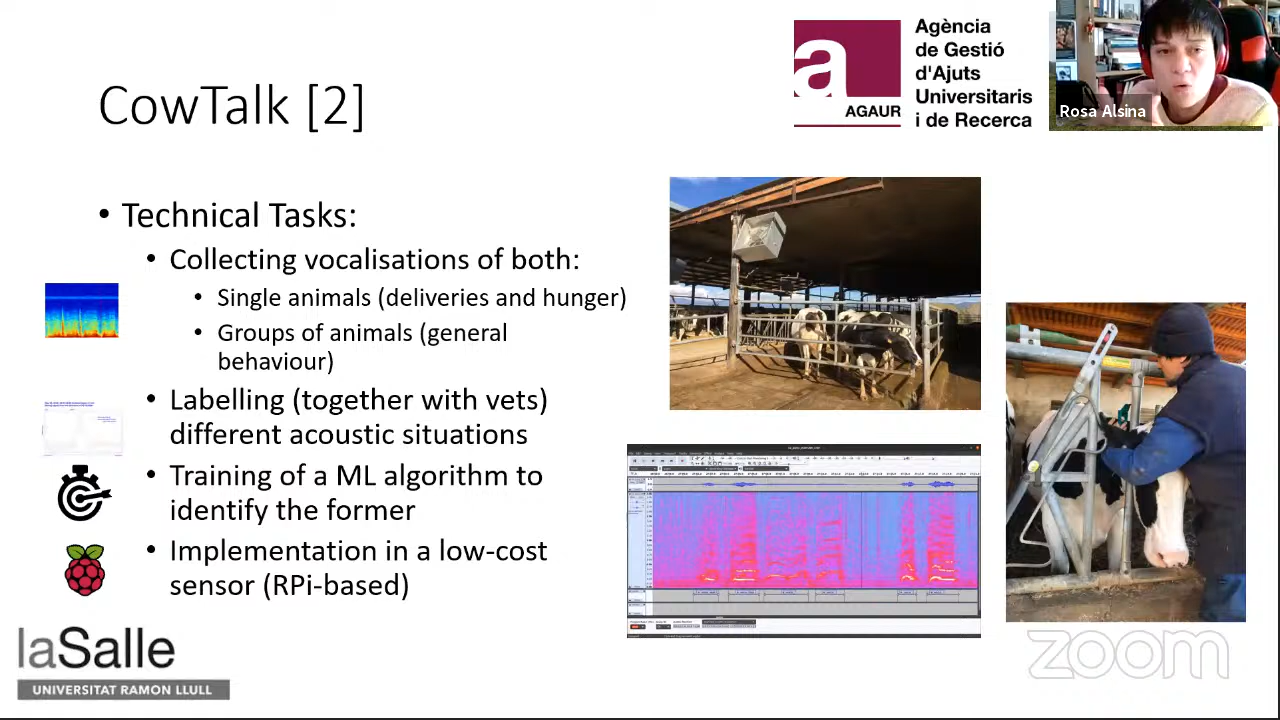 CowTalk [2]
a
AGAUR
Agència
de Gestió
d'Ajuts
Universitaris
i de Recerca
Rosa Alsina
• Technical Tasks:
• Collecting vocalisations of both:
• Single animals (deliveries and hunger)
• Groups of animals (general
behaviour)
• Labelling (together with vets)
different acoustic situations
• Training of a ML algorithm to
identify the former
• Implementation in a low-cost
sensor (RPi-based)
laSalle
UNIVERSITAT RAMON LLULL
zoom